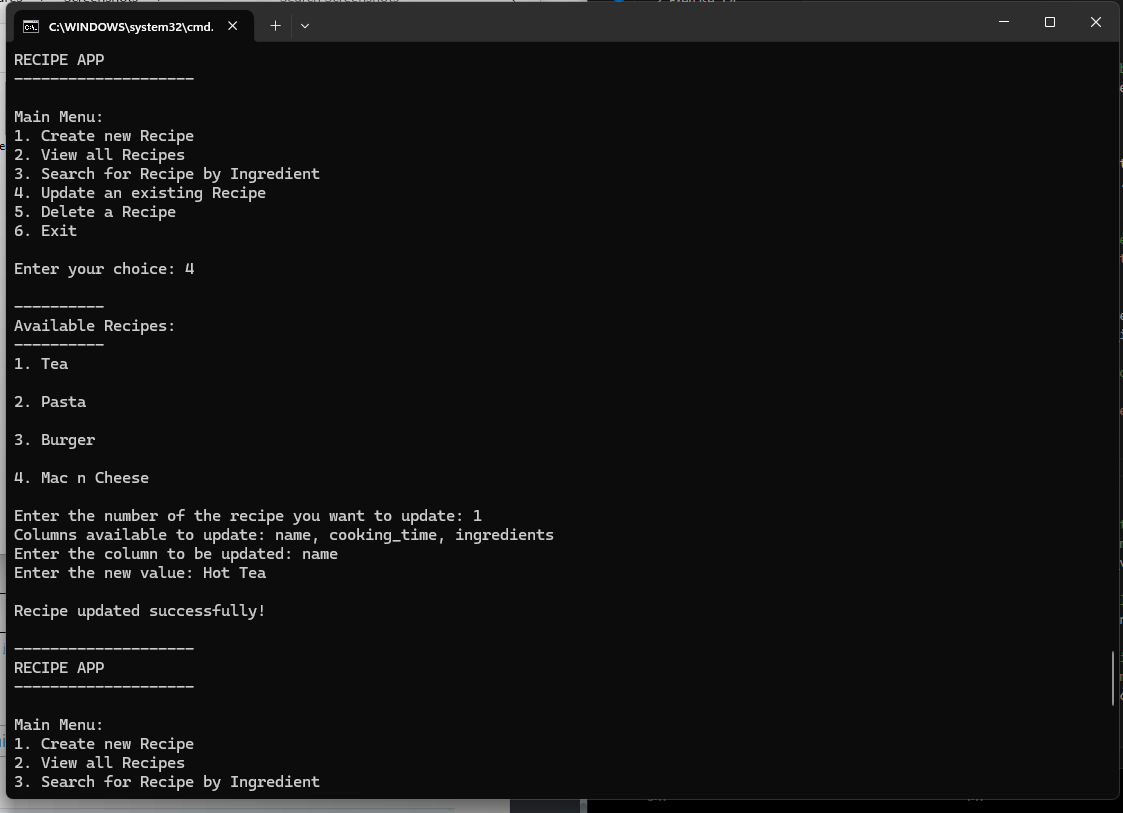 C:\WINDOWS\system32\cmd.
RECIPE APP
--------------------
Main Menu:
1. Create new Recipe
2. View all Recipes
3. Search for Recipe by Ingredient
4. Update an existing Recipe
5. Delete a Recipe
6. Exit
Enter your choice: 4
----------
Available Recipes:
----------
1. Tea
2. Pasta
3. Burger
4. Mac n Cheese
Enter the number of the recipe you want to update: 1
Columns available to update: name, cooking_time, ingredients
Enter the column to be updated: name
Enter the new value: Hot Tea
Recipe updated successfully!
--------------------
RECIPE APP
--------------------
Main Menu:
1. Create new Recipe
2. View all Recipes
3. Search for Recipe by Ingredient